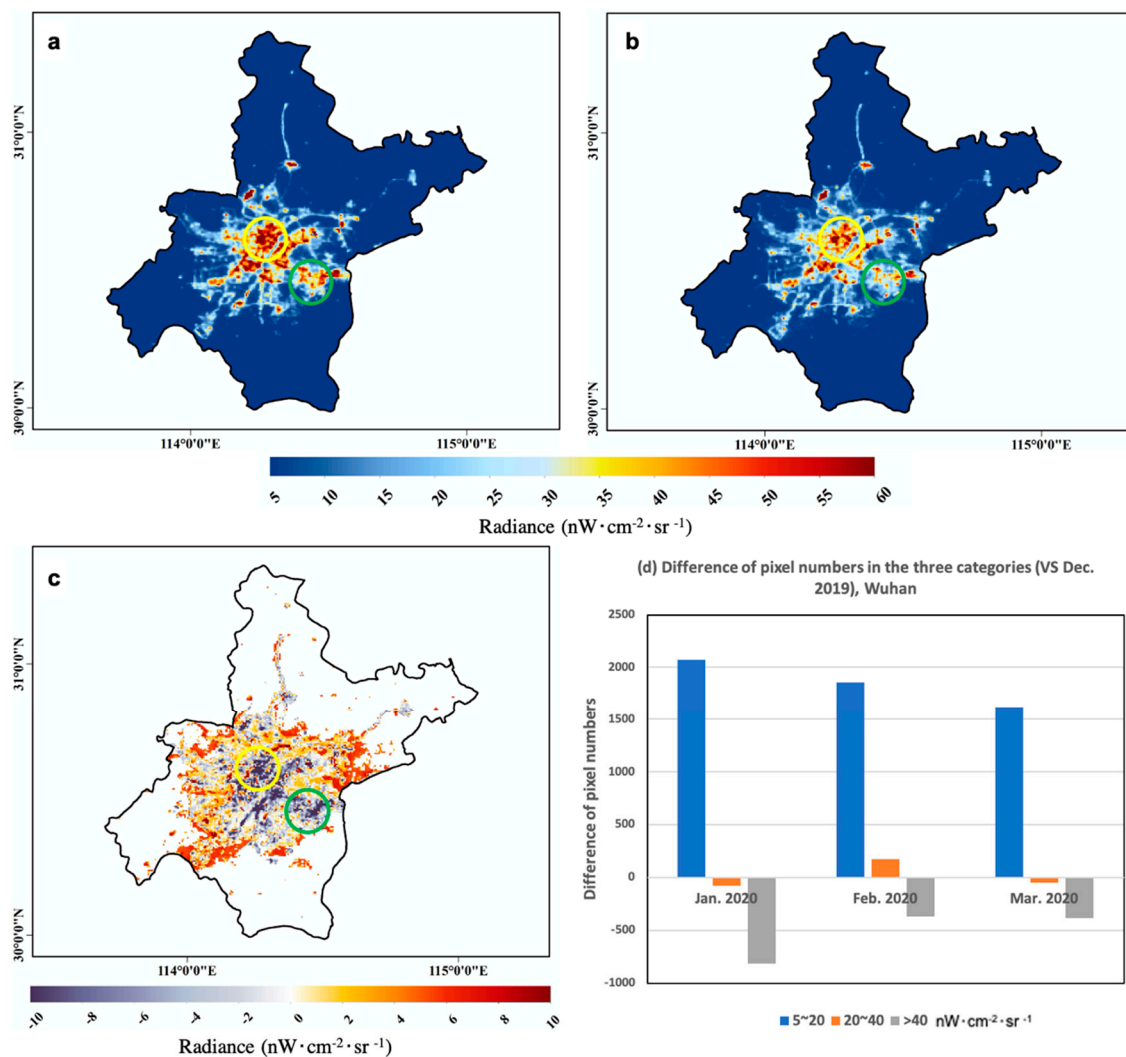 a
31°0'0"N
30°0'0"N
114°0'0"E
115°0'0"E
b
31°0'0"N
30°0'0"N
114°0'0"E
115°0'0"E
5 10 15 20 25 30 35 40 45 50 55 60
Radiance (nW·cm-2·sr -1)
c
31°0'0"N
30°0'0"N
114°0'0"E
115°0'0"E
-10 -8 -6 -4 -2 0 2 4 6 8 10
Radiance (nW·cm-2·sr -1)
(d) Difference of pixel numbers in the three categories (VS Dec.
2019), Wuhan
Difference of pixel numbers
2500
2000
1500
1000
500
0
-500
-1000
Jan. 2020 Feb. 2020 Mar. 2020
5~20 20~40 >40 nW·cm-2·sr -1